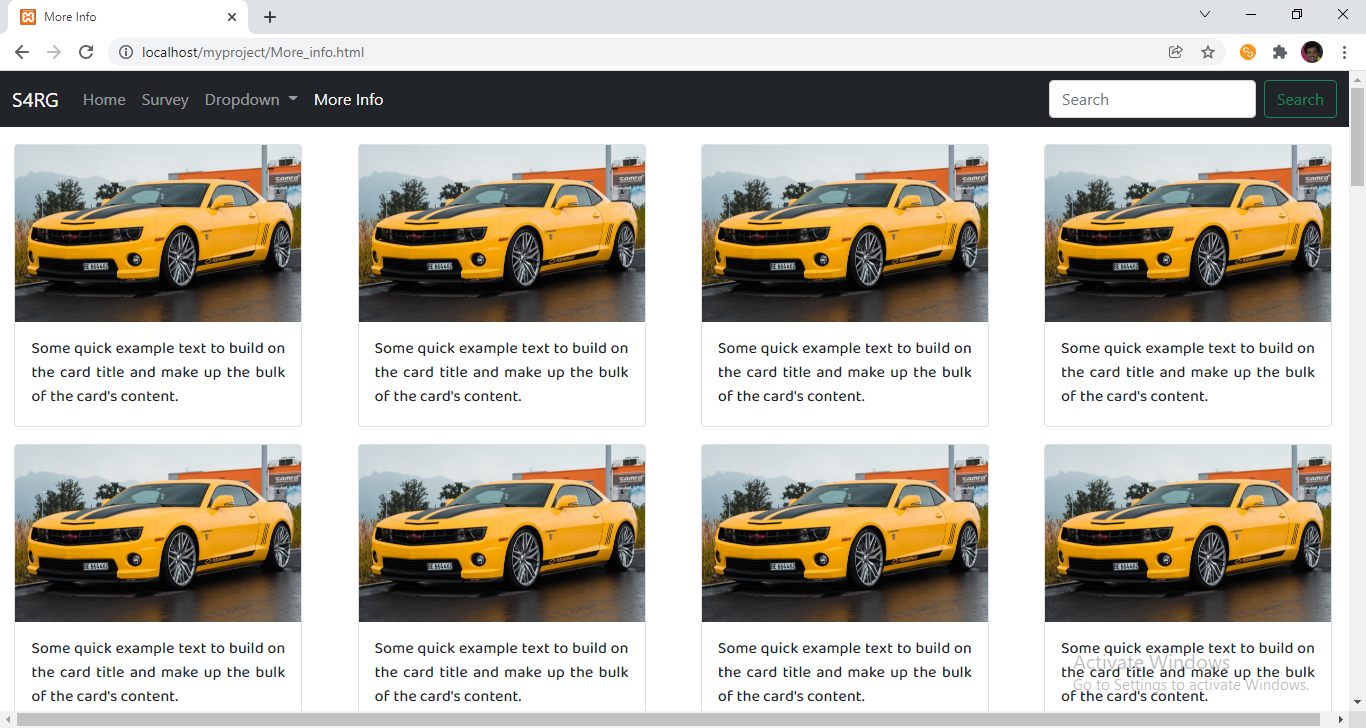 More Info
localhost/myproject/More_info.html
S4RG Home Survey Dropdown More Info Search Search
Some quick example text to build on
the card title and make up the bulk
of the card's content.
Some quick example text to build on
the card title and make up the bulk
of the card's content.
Some quick example text to build on
the card title and make up the bulk
of the card's content.
Some quick example text to build on
the card title and make up the bulk
of the card's content.
Some quick example text to build on
the card title and make up the bulk
of the card's content.
Some quick example text to build on
the card title and make up the bulk
of the card's content.
Some quick example text to build on
the card title and make up the bulk
of the card's content.
Some quick example text to build on
the card title and make up the bulk
of the card's content.
Activate Windows
Go to Settings to activate Windows.